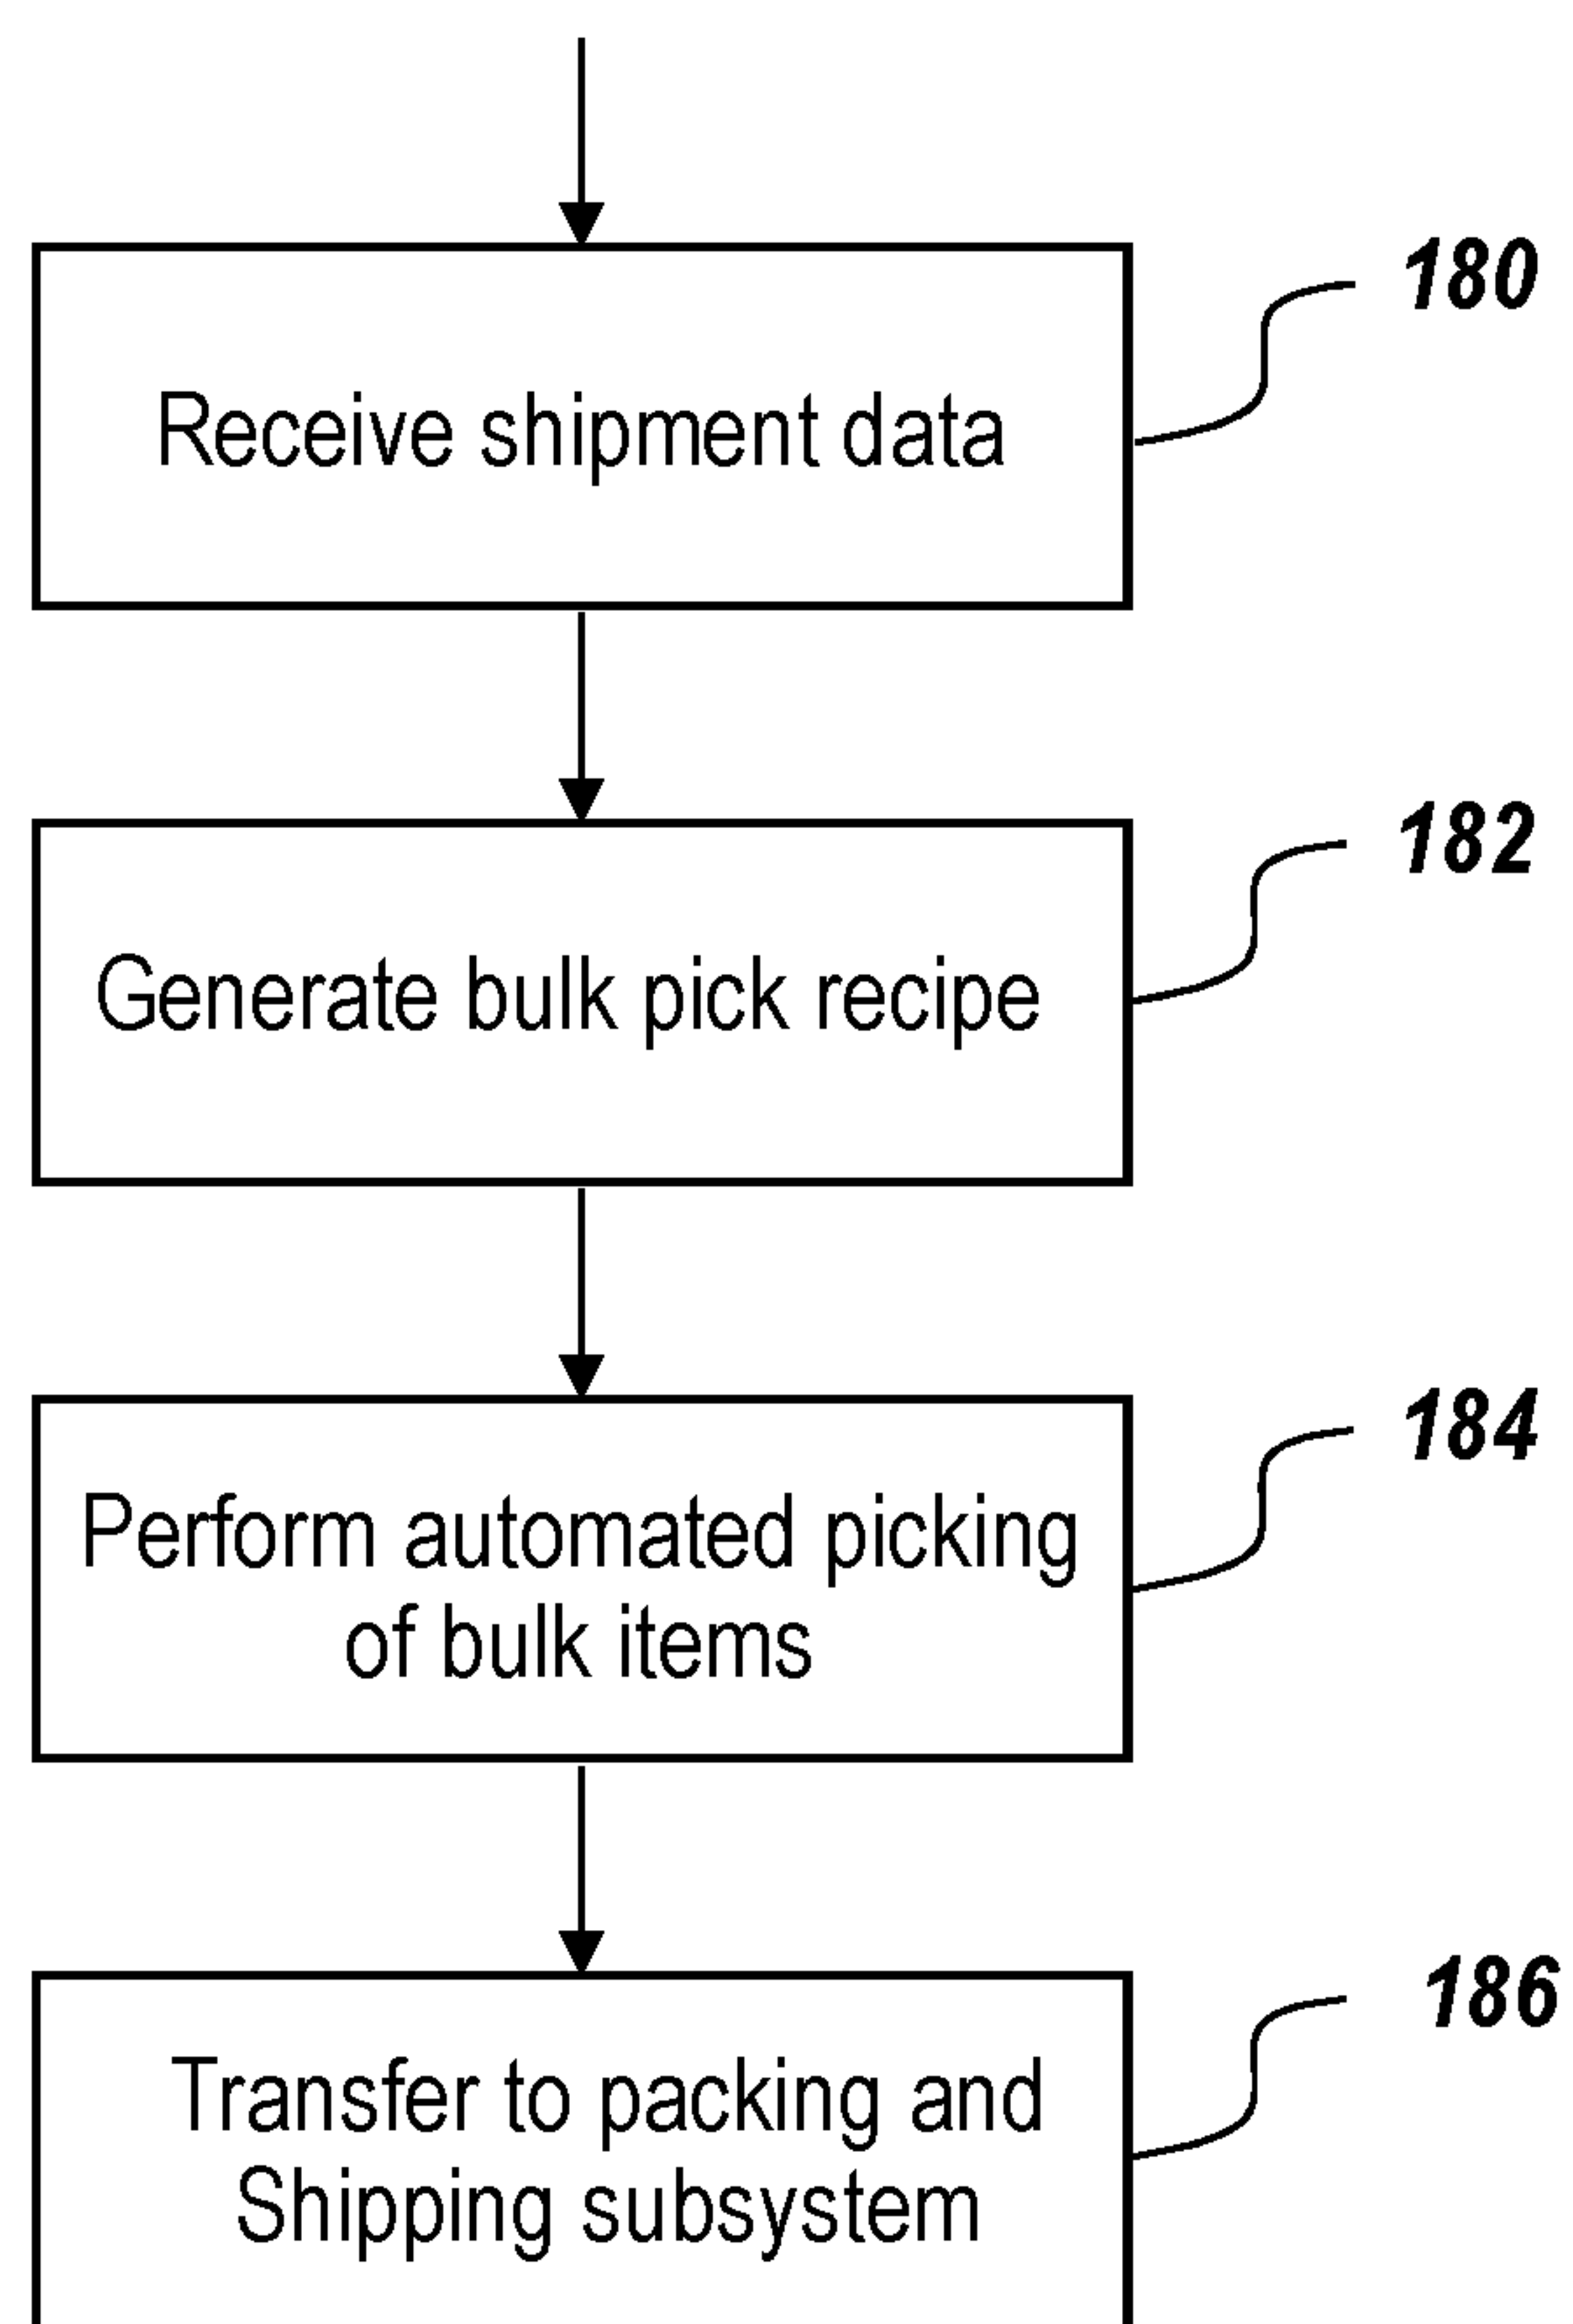 180
Receive shipment data
182
Generate bulk pick recipe
184
Perform automated picking
of bulk items
186
Transfer to packing and
Shipping subsystem